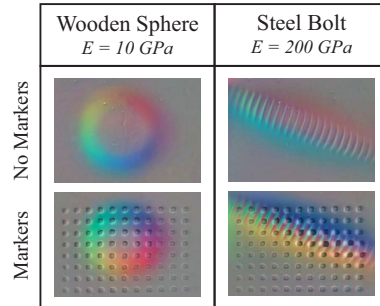 Wooden Sphere
E = 10 GPa
Steel Bolt
E = 200 GPa
No Markers
Markers